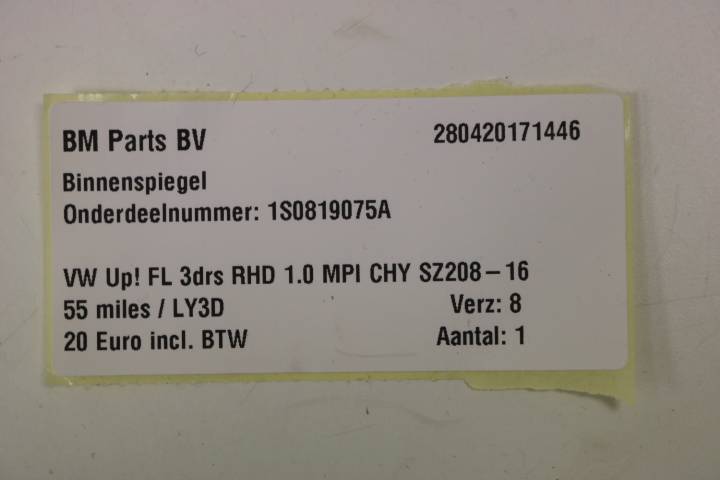 BM Parts BV 280420171446
Binnenspiegel
Onderdeelnummer: 1S0819075A
VW Up! FL 3drs RHD 1.0 MPI CHY SZ208-16
55 miles / LY3D Verz: 8
20 Euro incl. BTW Aantal: 1